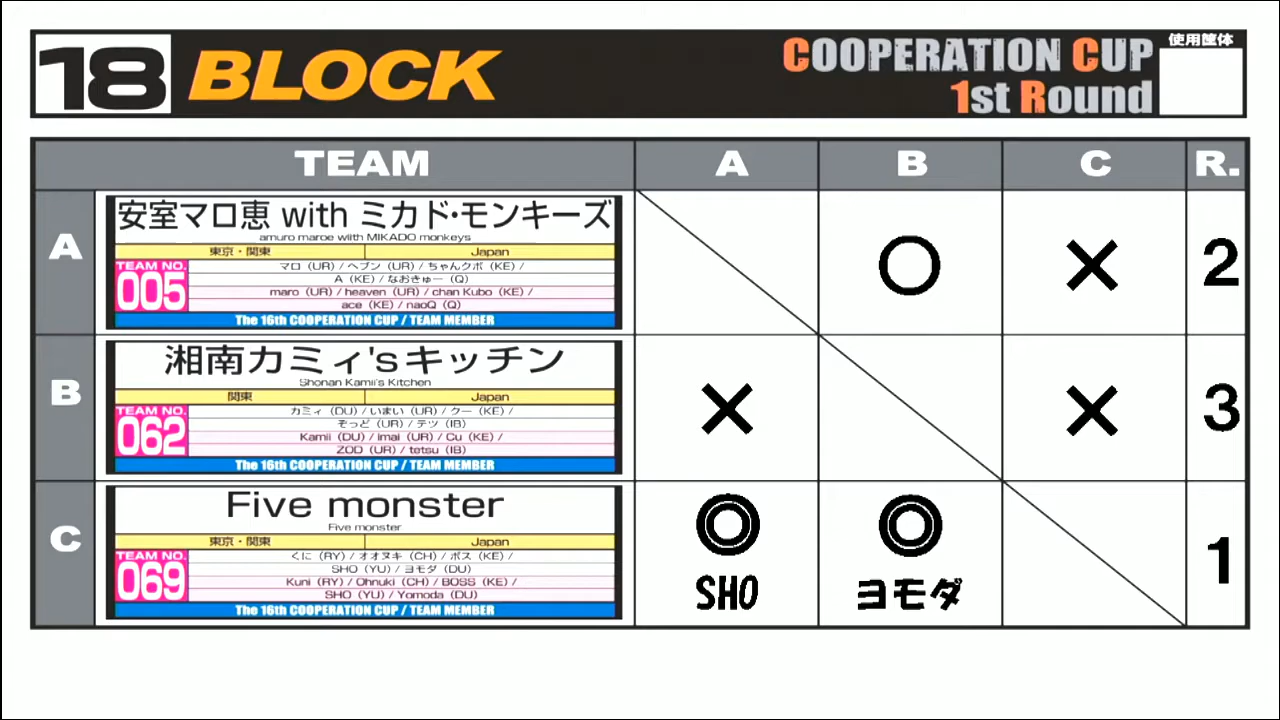 18 BLOCK
COOPERATION CUP
1st Round
使用筐体
TEAM A B C R.
A
安室マロ恵 with ミカド・モンキーズ
amuro maroe wiith MIKADO monkeys
東京・関東 Japan
TEAM NO.
005
マロ（UR）/ ヘブン（UR）/ ちゃんクボ（KE）/
A（KE）/ なおきゅー（Q）
maro（UR）/ heaven（UR）/ chan Kubo（KE）/
ace（KE）/ naoQ（Q）
The 16th COOPERATION CUP / TEAM MEMBER
○ × 2
B
湘南カミィ'sキッチン
Shonan Kamii's Kitchen
関東 Japan
TEAM NO.
062
カミィ（DU）/ いまい（UR）/ クー（KE）/
ぞっど（UR）/ テツ（IB）
Kamii（DU）/ imai（UR）/ Cu（KE）/
ZOD（UR）/ tetsu（IB）
The 16th COOPERATION CUP / TEAM MEMBER
× × 3
C
Five monster
Five monster
東京・関東 Japan
TEAM NO.
069
くに（RY）/ オオヌキ（CH）/ ボス（KE）/
SHO（YU）/ ヨモダ（DU）
Kuni（RY）/ Ohnuki（CH）/ BOSS（KE）/
SHO（YU）/ Yomoda（DU）
The 16th COOPERATION CUP / TEAM MEMBER
◎ ◎ 1
SHO ヨモダ